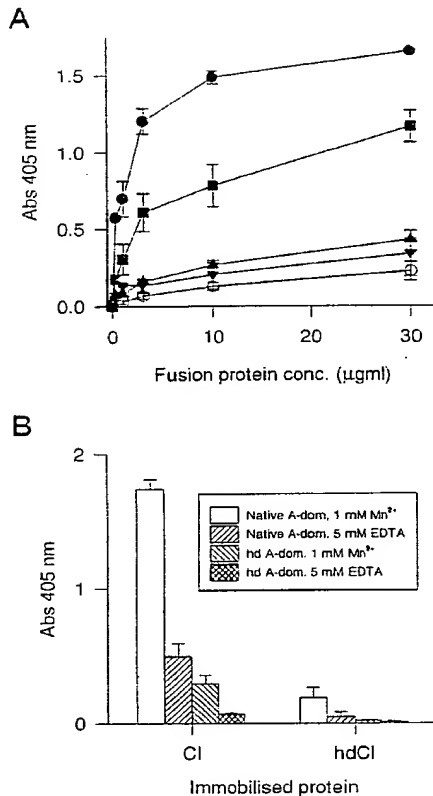 A
Abs 405 nm
1.5
1.0
0.5
0.0
0 10 20 30
Fusion protein conc. (μgml)
B
Abs 405 nm
2
1
0
Native A-dom, 1 mM Mn²⁺
Native A-dom. 5 mM EDTA
hd A-dom. 1 mM Mn²⁺
hd A-dom. 5 mM EDTA
CI hdCI
Immobilised protein